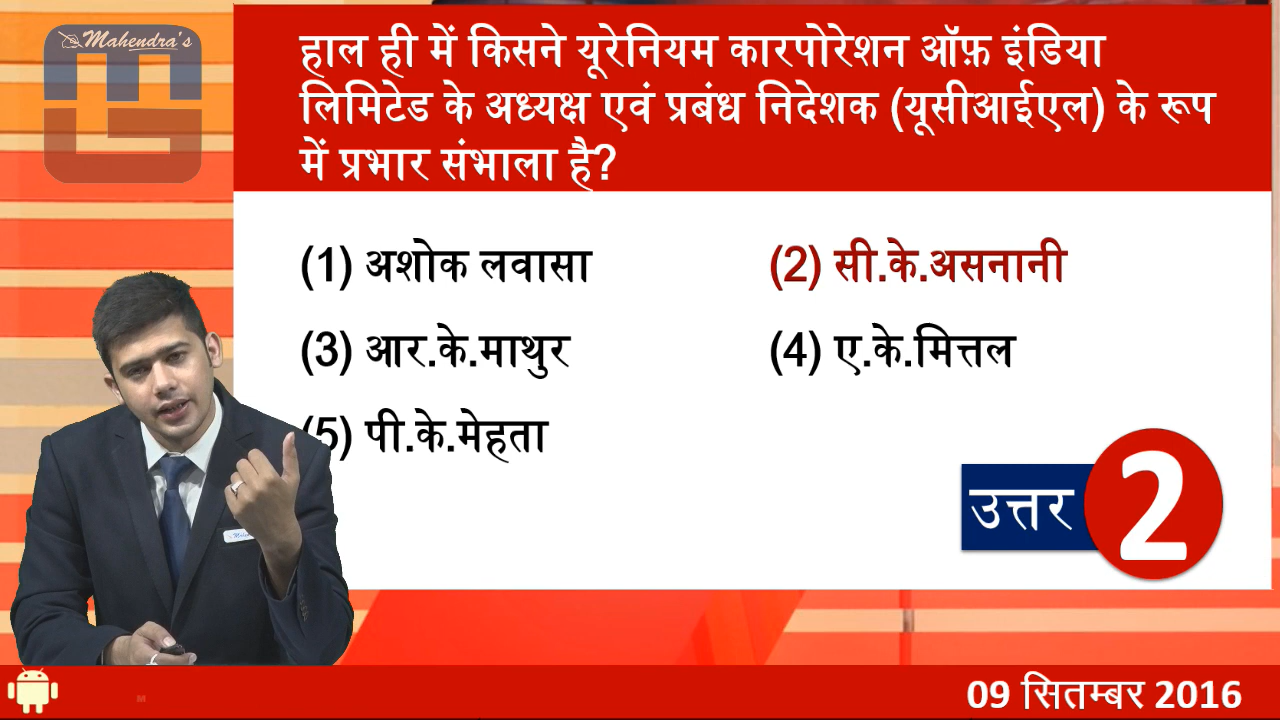 Mahendra's
हाल ही में किसने यूरेनियम कारपोरेशन ऑफ़ इंडिया
लिमिटेड के अध्यक्ष एवं प्रबंध निदेशक (यूसीआईएल) के रूप
में प्रभार संभाला है?
(1) अशोक लवासा
(2) सी.के.असनानी
(3) आर.के.माथुर
(4) ए.के.मित्तल
(5) पी.के.मेहता
उत्तर 2
09 सितम्बर 2016